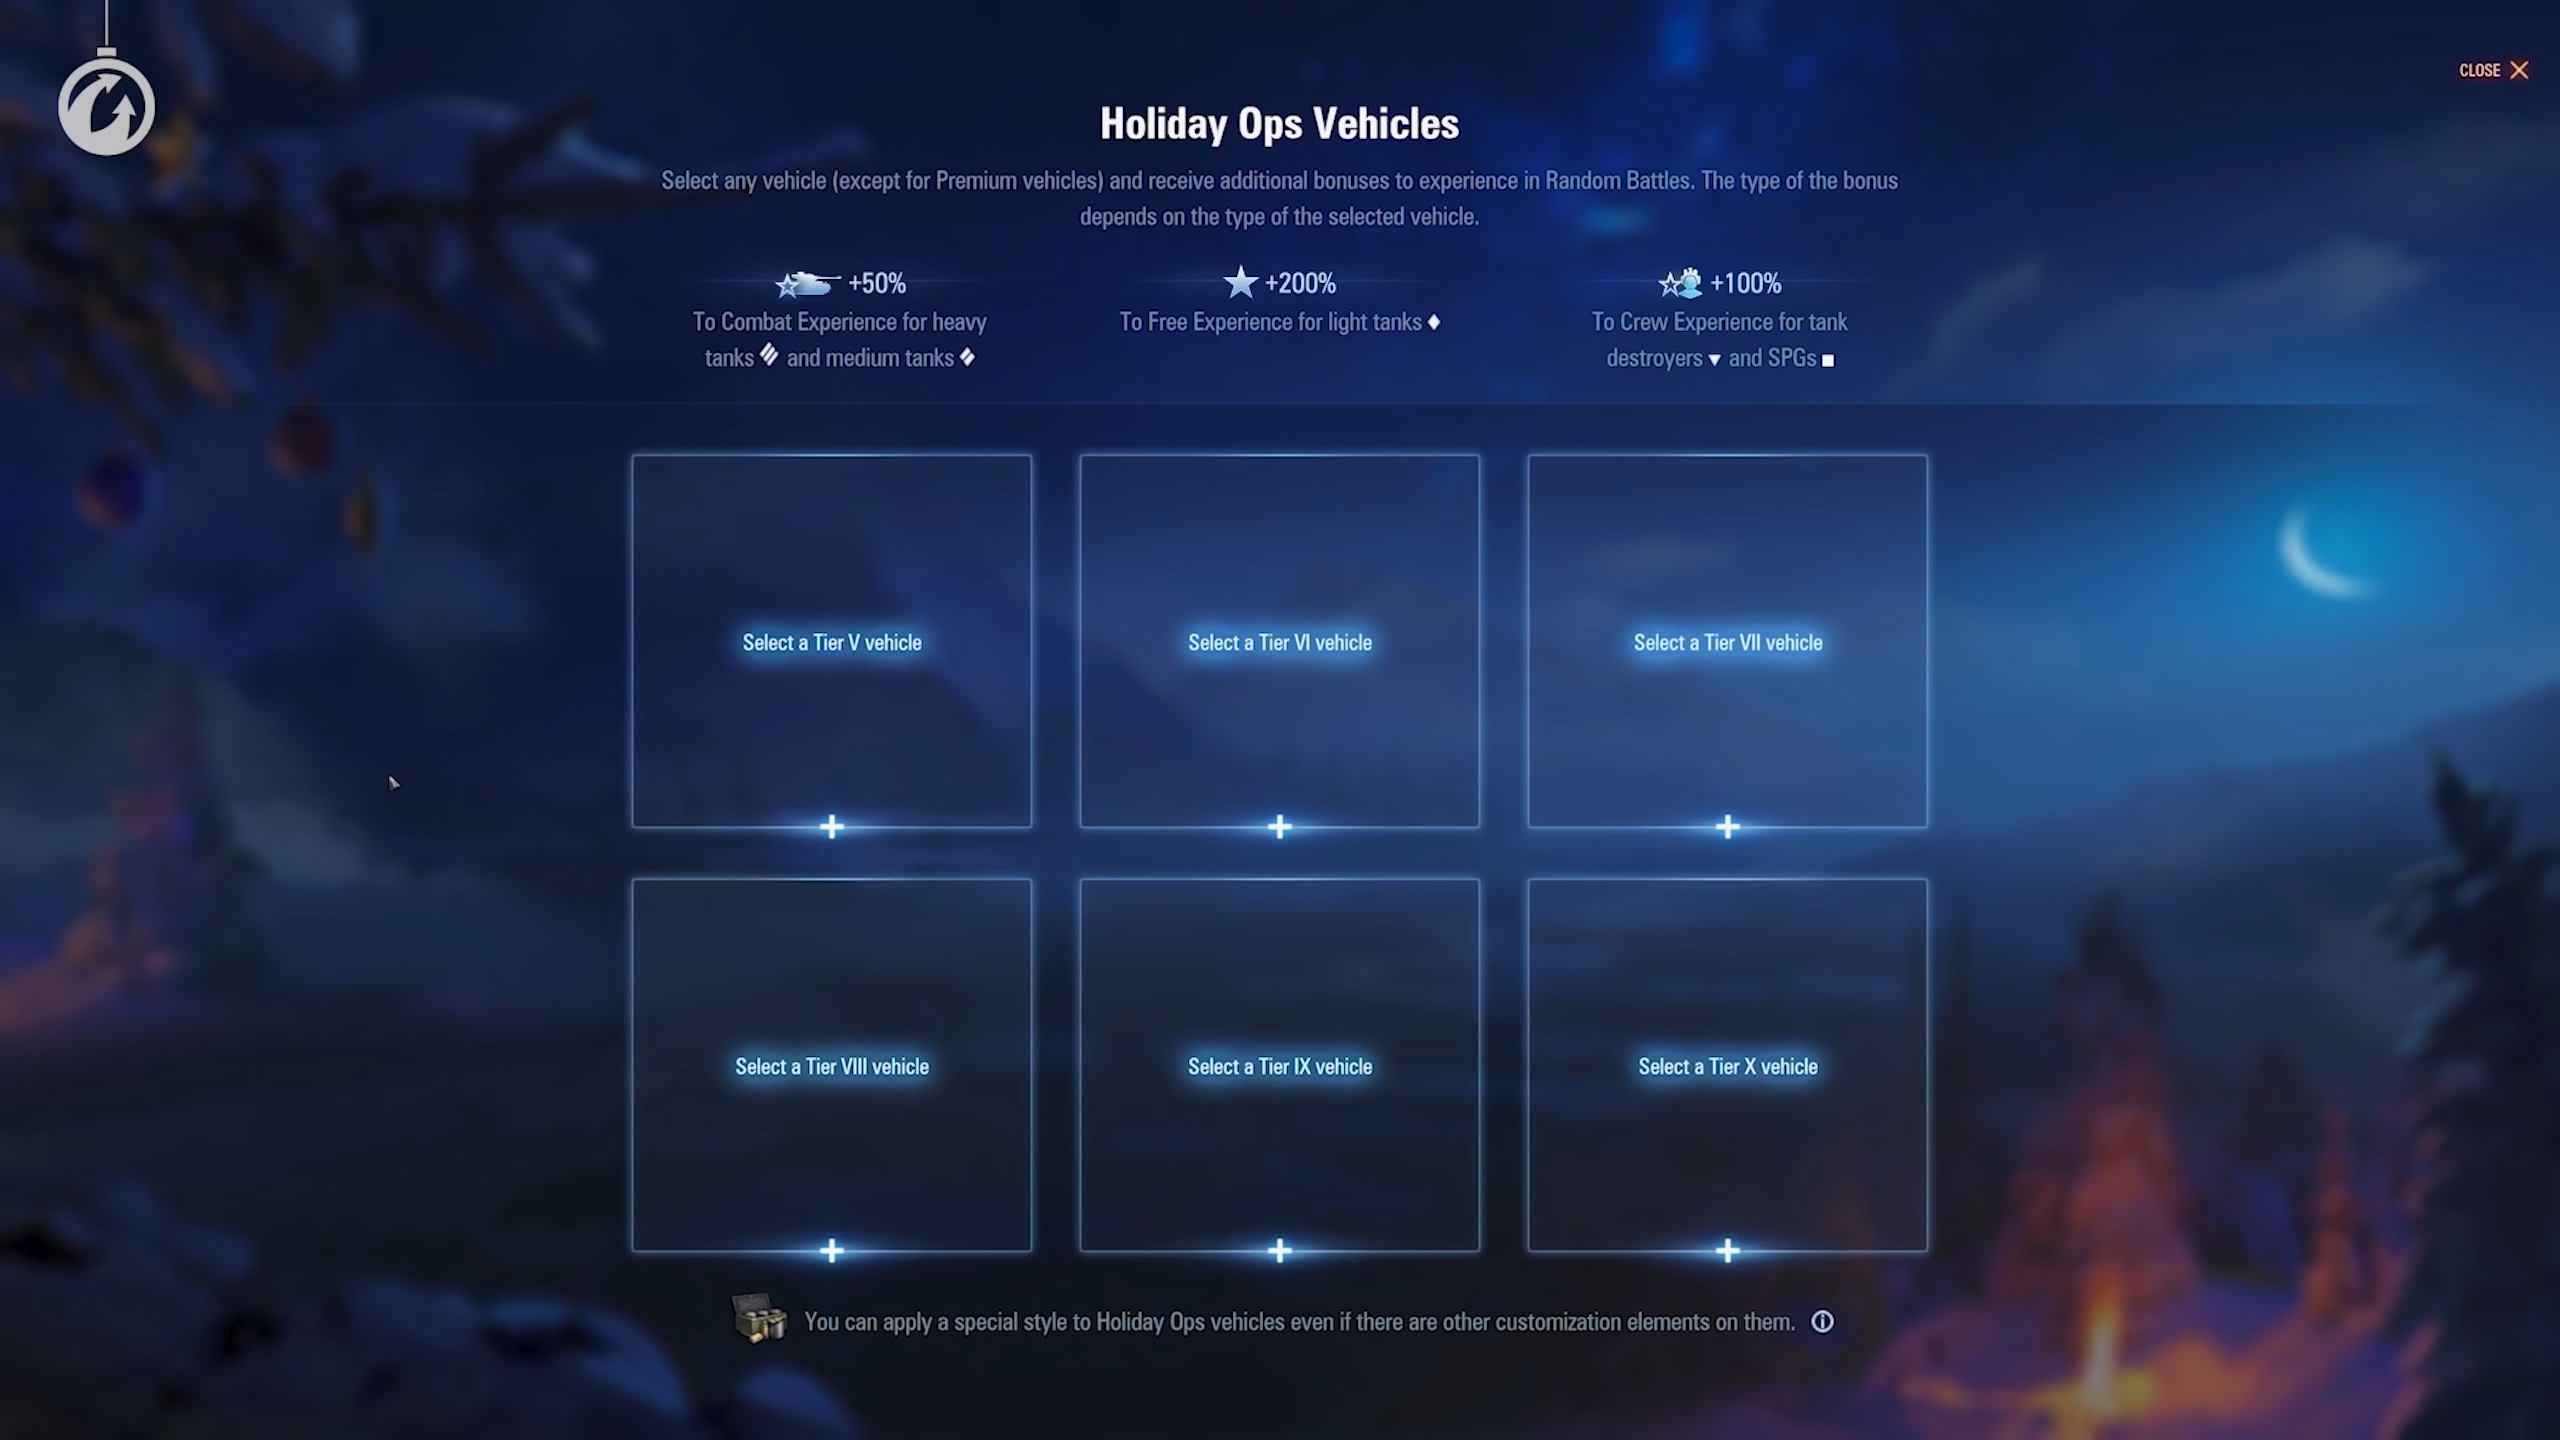 CLOSE
Holiday Ops Vehicles
Select any vehicle (except for Premium vehicles) and receive additional bonuses to experience in Random Battles. The type of the bonus
depends on the type of the selected vehicle.
+50%
To Combat Experience for heavy
tanks and medium tanks
+200%
To Free Experience for light tanks
+100%
To Crew Experience for tank
destroyers and SPGs
Select a Tier V vehicle
Select a Tier VI vehicle
Select a Tier VII vehicle
Select a Tier VIII vehicle
Select a Tier IX vehicle
Select a Tier X vehicle
You can apply a special style to Holiday Ops vehicles even if there are other customization elements on them.